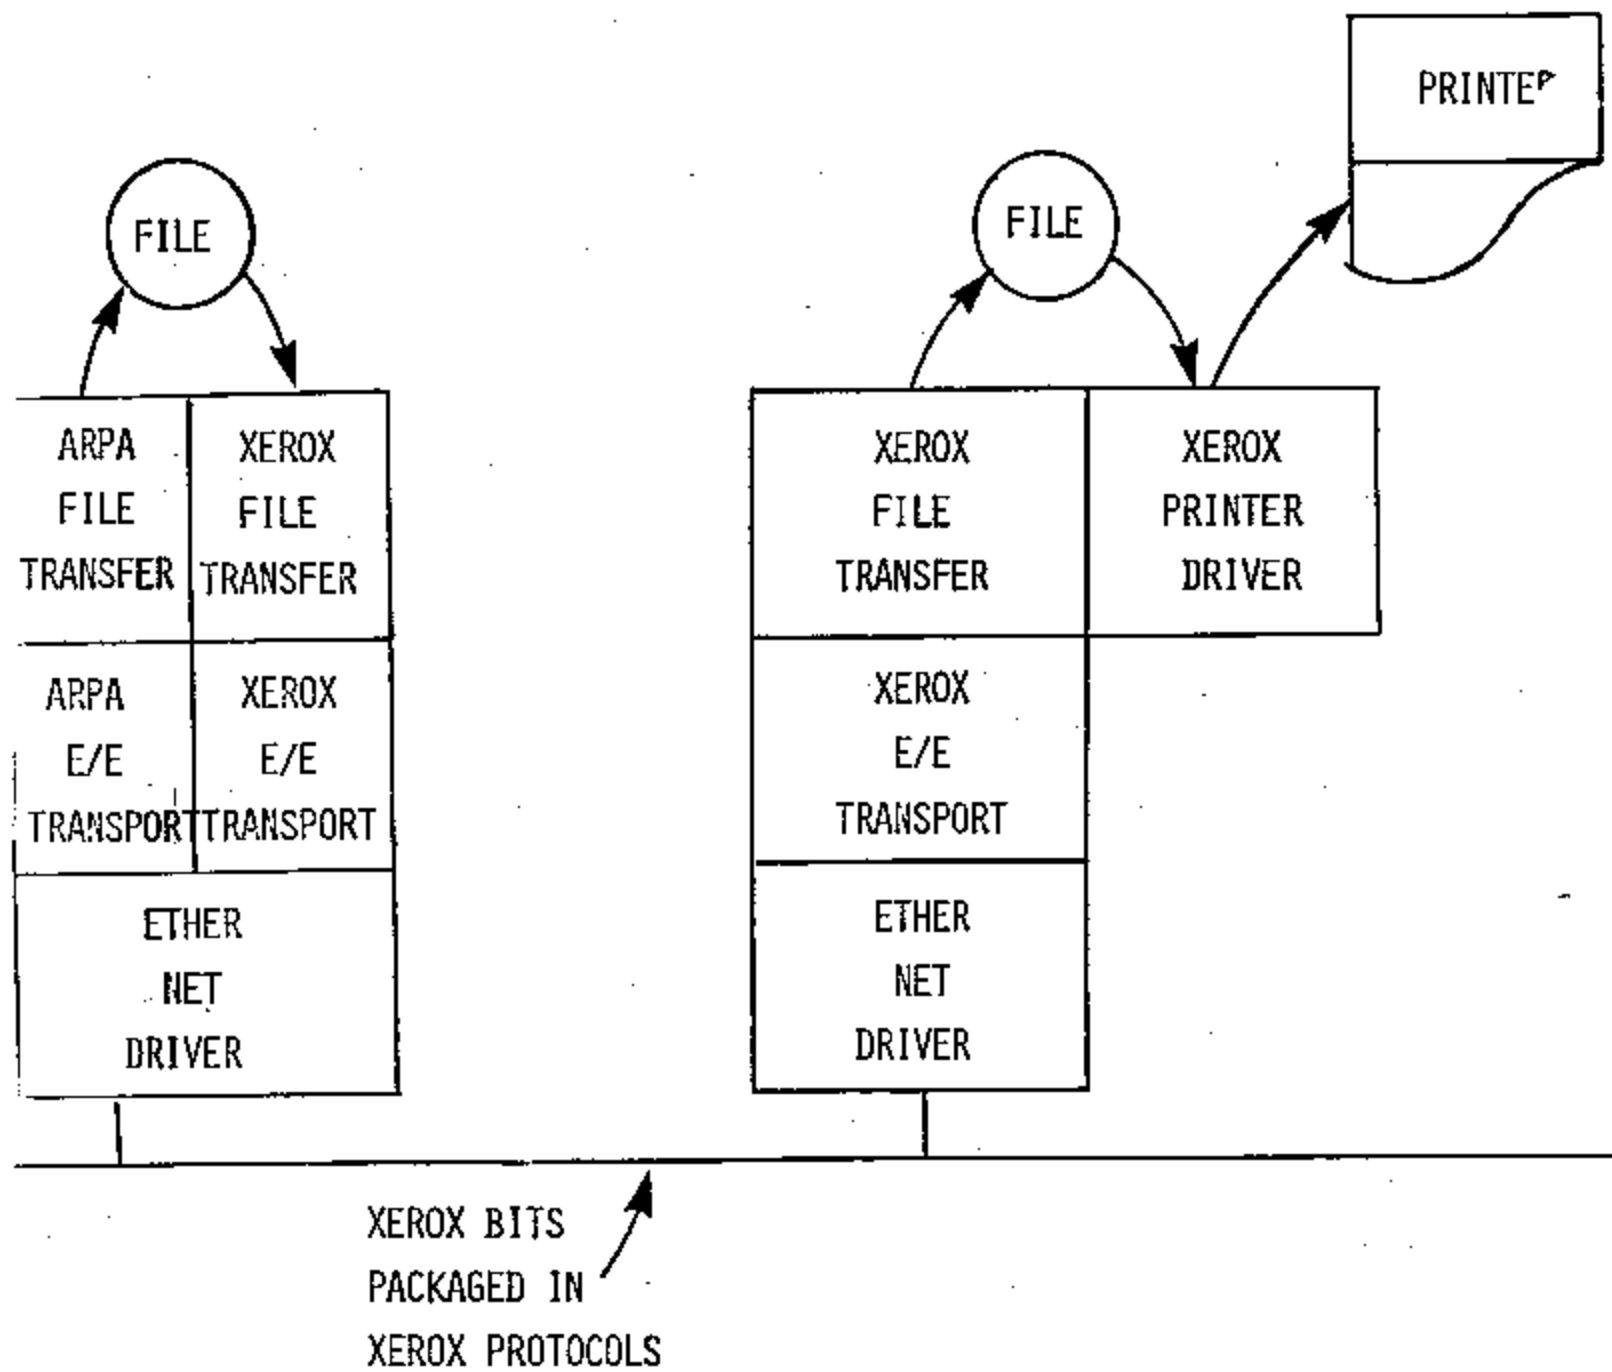 PRINTER
FILE
FILE
ARPA
FILE
TRANSFER
XEROX
FILE
TRANSFER
XEROX
FILE
TRANSFER
XEROX
PRINTER
DRIVER
ARPA
E/E
TRANSPORT
XEROX
E/E
TRANSPORT
XEROX
E/E
TRANSPORT
ETHER
NET
DRIVER
ETHER
NET
DRIVER
XEROX BITS
PACKAGED IN
XEROX PROTOCOLS